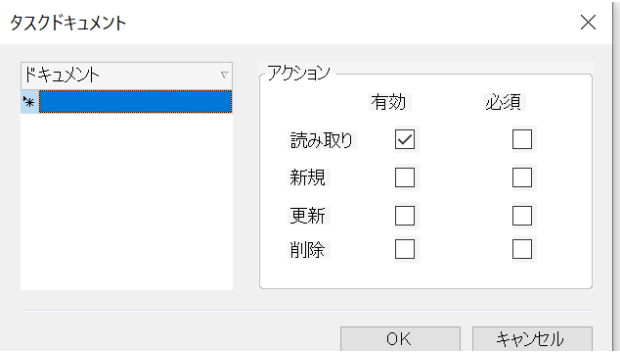 タスクドキュメント
ドキュメント
アクション
有効 必須
読み取り
新規
更新
削除
OK キャンセル